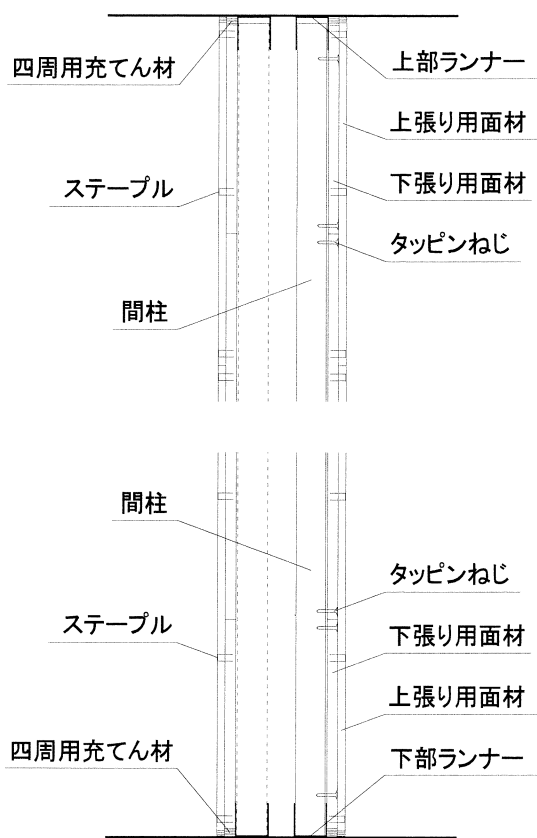 四周用充てん材
上部ランナー
上張り用面材
ステープル
下張り用面材
タッピンねじ
間柱
間柱
タッピンねじ
ステープル
下張り用面材
上張り用面材
四周用充てん材
下部ランナー